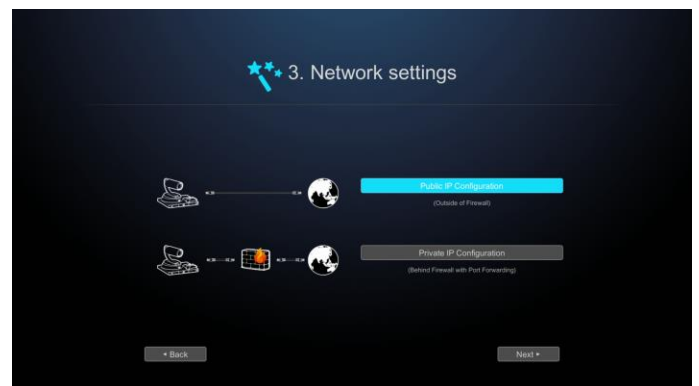 3. Network settings
Public IP Configuration
(Outside of Firewall)
Private IP Configuration
(Behind Firewall with Port Forwarding)
Back
Next